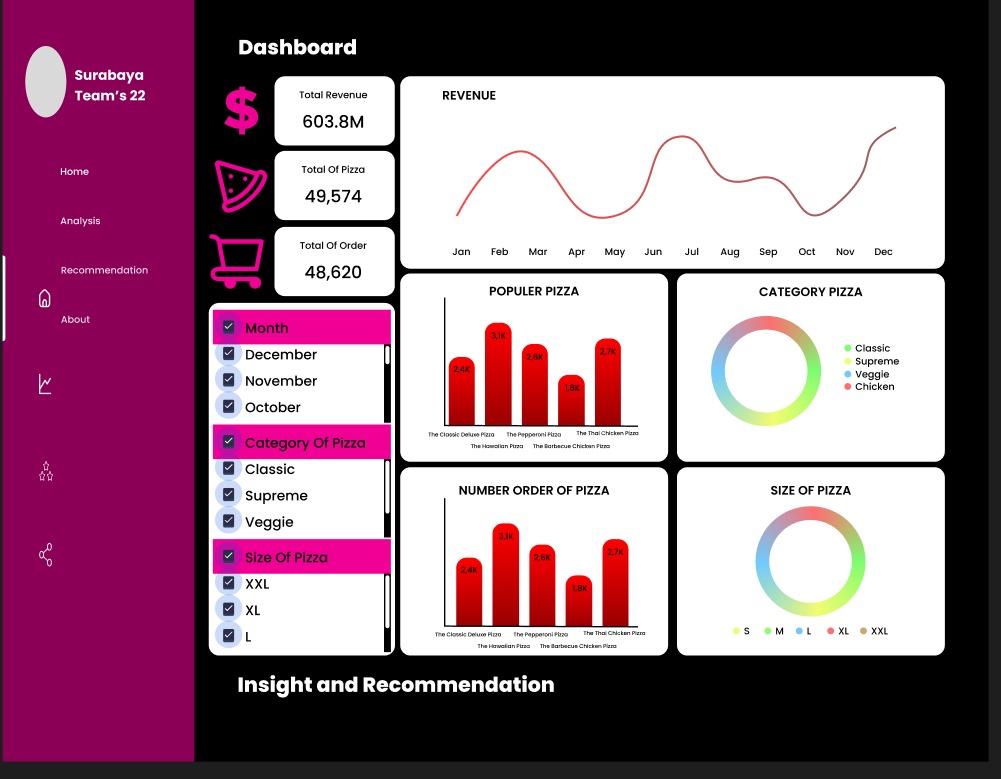 Dashboard
Surabaya
Team's 22
Home
Analysis
Recommendation
About
$
Total Revenue
603.8M
Total Of Pizza
49,574
Total Of Order
48,620
REVENUE
Jan Feb Mar Apr May Jun Jul Aug Sep Oct Nov Dec
Month
December
November
October
Category Of Pizza
Classic
Supreme
Veggie
Size Of Pizza
XXL
XL
L
POPULER PIZZA
2,4K 3,1K 2,6K 1,8K 2,7K
The Classic Deluxe Pizza The Pepperoni Pizza The Thai Chicken Pizza
The Hawaiian Pizza The Barbecue Chicken Pizza
CATEGORY PIZZA
Classic
Supreme
Veggie
Chicken
NUMBER ORDER OF PIZZA
2,4K 3,1K 2,6K 1,8K 2,7K
The Classic Deluxe Pizza The Pepperoni Pizza The Thai Chicken Pizza
The Hawaiian Pizza The Barbecue Chicken Pizza
SIZE OF PIZZA
S M L XL XXL
Insight and Recommendation